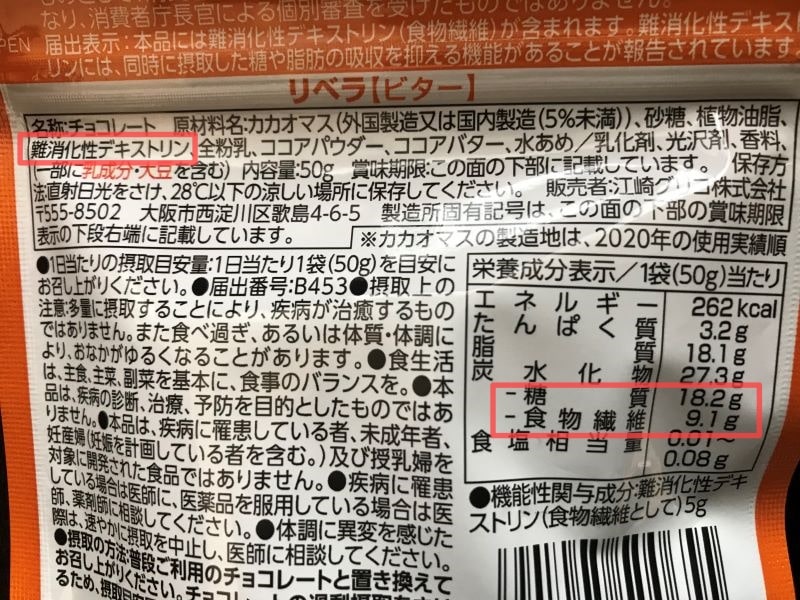 なり、消費者庁長官による個別審査を受けたものではありません。
OPEN
届出表示:本品には難消化性デキストリン(食物繊維)が含まれます。難消化性デキスト
リンには、同時に摂取した糖や脂肪の吸収を抑える機能があることが報告されています。
リベラ【ビター】
名称:チョコレート 原材料名:カカオマス(外国製造又は国内製造(5%未満))、砂糖、植物油脂、
難消化性デキストリン、全粉乳、ココアパウダー、ココアバター、水あめ/乳化剤、光沢剤、香料、
(一部に乳成分・大豆を含む) 内容量:50g 賞味期限:この面の下部に記載しています。 保存方
法:直射日光をさけ、28℃以下の涼しい場所に保存してください。 販売者:江崎グリコ株式会社
〒555-8502 大阪市西淀川区歌島4-6-5 製造所固有記号は、この面の下部の賞味期限
表示の下段右端に記載しています。
※カカオマスの製造地は、2020年の使用実績順
●1日当たりの摂取目安量:1日当たり1袋(50g)を目安に
お召し上がりください。●届出番号:B453●摂取上の
注意:多量に摂取することにより、疾病が治癒するもの
ではありません。また食べ過ぎ、あるいは体質・体調に
より、おなかがゆるくなることがあります。●食生活
は、主食、主菜、副菜を基本に、食事のバランスを。●本
品は、疾病の診断、治療、予防を目的としたものではあ
りません。●本品は、疾病に罹患している者、未成年者、
妊産婦(妊娠を計画している者を含む。)及び授乳婦を
対象に開発された食品ではありません。●疾病に罹患
している場合は医師に、医薬品を服用している場合は医
師、薬剤師に相談してください。●体調に異変を感じた
際は、速やかに摂取を中止し、医師に相談してください。
●摂取の方法:普段ご利用のチョコレートと置き換えて
お召し上がりください。
栄養成分表示/1袋(50g)当たり
エネルギー 262kcal
たんぱく質 3.2g
脂質 18.1g
炭水化物 27.3g
-糖質 18.2g
-食物繊維 9.1g
食塩相当量 0.01~
0.08g
●機能性関与成分:難消化性デキ
ストリン(食物繊維として)5g